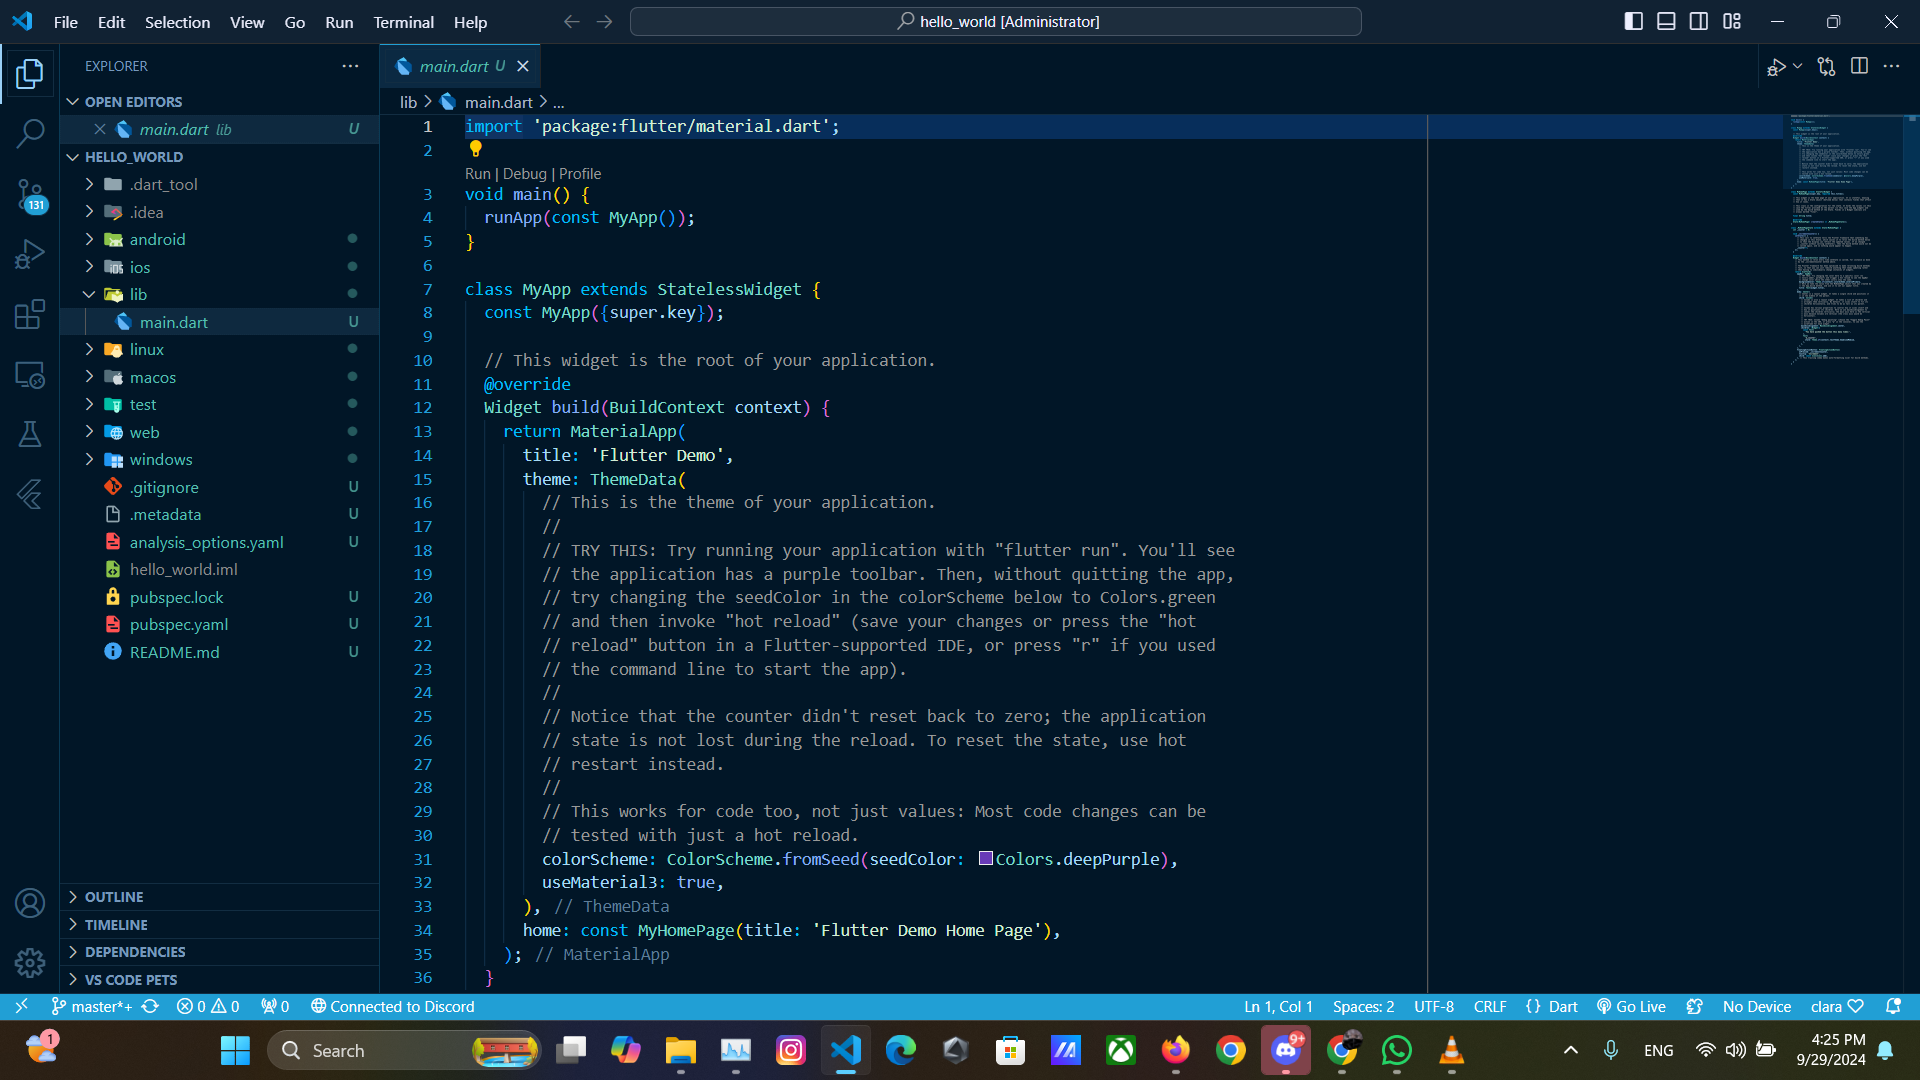 File Edit Selection View Go Run Terminal Help
hello_world [Administrator]
EXPLORER
OPEN EDITORS
main.dart lib U
HELLO_WORLD
.dart_tool
.idea
android
ios
lib
main.dart U
linux
macos
test
web
windows
.gitignore U
.metadata U
analysis_options.yaml U
hello_world.iml
pubspec.lock U
pubspec.yaml U
README.md U
OUTLINE
TIMELINE
DEPENDENCIES
VS CODE PETS
131
main.dart U
lib > main.dart > ...
1 import 'package:flutter/material.dart';
2
Run | Debug | Profile
3 void main() {
4 runApp(const MyApp());
5 }
6
7 class MyApp extends StatelessWidget {
8 const MyApp({super.key});
9
10 // This widget is the root of your application.
11 @override
12 Widget build(BuildContext context) {
13 return MaterialApp(
14 title: 'Flutter Demo',
15 theme: ThemeData(
16 // This is the theme of your application.
17 //
18 // TRY THIS: Try running your application with "flutter run". You'll see
19 // the application has a purple toolbar. Then, without quitting the app,
20 // try changing the seedColor in the colorScheme below to Colors.green
21 // and then invoke "hot reload" (save your changes or press the "hot
22 // reload" button in a Flutter-supported IDE, or press "r" if you used
23 // the command line to start the app).
24 //
25 // Notice that the counter didn't reset back to zero; the application
26 // state is not lost during the reload. To reset the state, use hot
27 // restart instead.
28 //
29 // This works for code too, not just values: Most code changes can be
30 // tested with just a hot reload.
31 colorScheme: ColorScheme.fromSeed(seedColor: Colors.deepPurple),
32 useMaterial3: true,
33 ), // ThemeData
34 home: const MyHomePage(title: 'Flutter Demo Home Page'),
35 ); // MaterialApp
36 }
master*+ 0 0 0 Connected to Discord
Ln 1, Col 1 Spaces: 2 UTF-8 CRLF {} Dart Go Live No Device clara
1
Search
9+
ENG
4:25 PM
9/29/2024